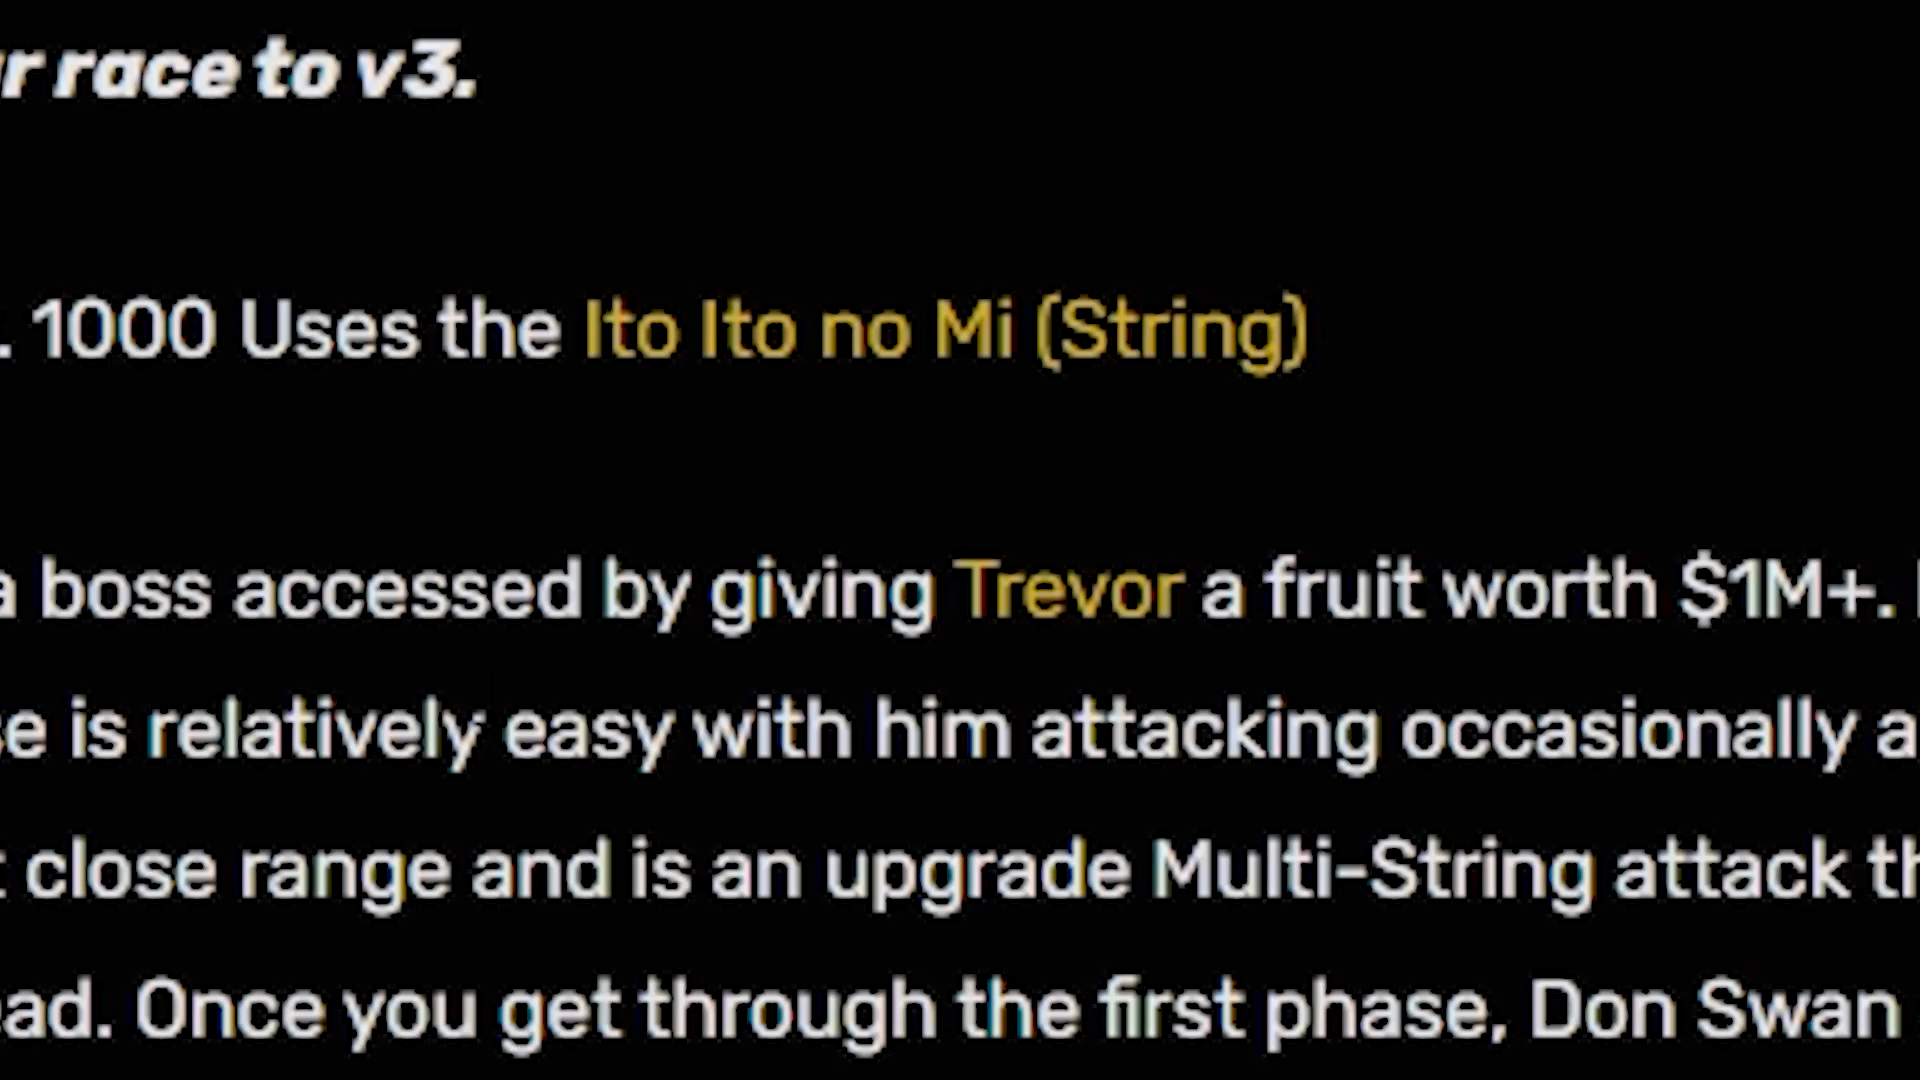 race to v3.
. 1000 Uses the Ito Ito no Mi (String)
a boss accessed by giving Trevor a fruit worth $1M+.
is relatively easy with him attacking occasionally
close range and is an upgrade Multi-String attack
. Once you get through the first phase, Don Swan